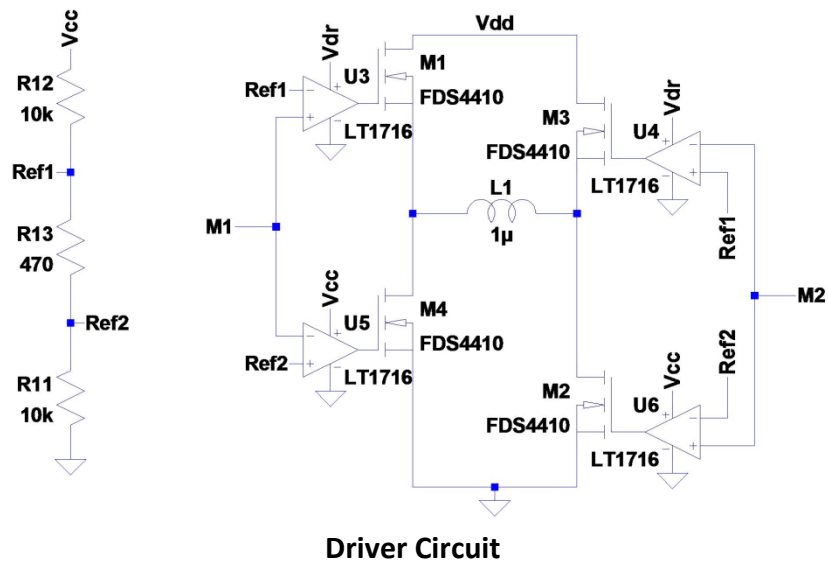 Vcc
R12
10k
Ref1
R13
470
Ref2
R11
10k
Vdr
U3
Ref1
LT1716
M1
FDS4410
Vdd
M3
FDS4410
U4
Vdr
LT1716
Ref1
L1
1µ
M1
M2
Vcc
U5
Ref2
LT1716
M4
FDS4410
M2
FDS4410
U6
Vcc
LT1716
Ref2
Driver Circuit